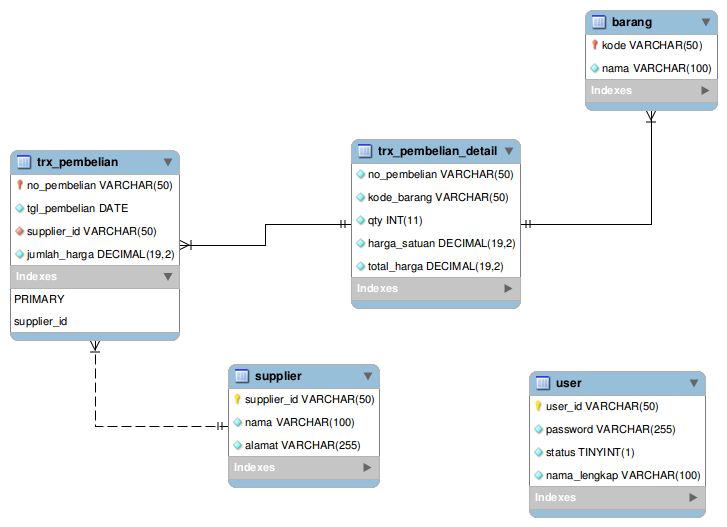 barang
kode VARCHAR(50)
nama VARCHAR(100)
Indexes
trx_pembelian
no_pembelian VARCHAR(50)
tgl_pembelian DATE
supplier_id VARCHAR(50)
jumlah_harga DECIMAL(19,2)
Indexes
PRIMARY
supplier_id
trx_pembelian_detail
no_pembelian VARCHAR(50)
kode_barang VARCHAR(50)
qty INT(11)
harga_satuan DECIMAL(19,2)
total_harga DECIMAL(19,2)
Indexes
supplier
supplier_id VARCHAR(50)
nama VARCHAR(100)
alamat VARCHAR(255)
Indexes
user
user_id VARCHAR(50)
password VARCHAR(255)
status TINYINT(1)
nama_lengkap VARCHAR(100)
Indexes